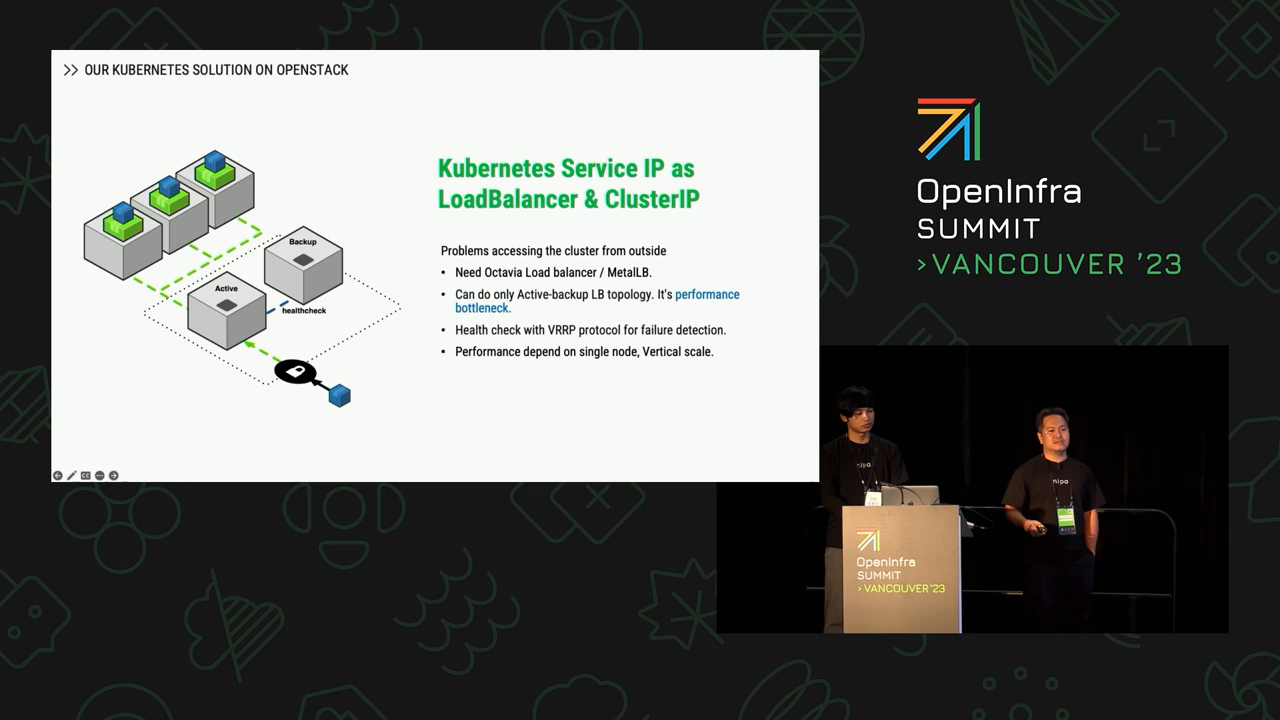 >> OUR KUBERNETES SOLUTION ON OPENSTACK
Kubernetes Service IP as
LoadBalancer & ClusterIP
Problems accessing the cluster from outside
• Need Octavia Load balancer / MetalLB.
• Can do only Active-backup LB topology. It's performance
bottleneck.
• Health check with VRRP protocol for failure detection.
• Performance depend on single node, Vertical scale.
Backup
Active
healthcheck
CC
OpenInfra
SUMMIT
>VANCOUVER '23
nipa
nipa
OpenInfra
SUMMIT
>VANCOUVER '23